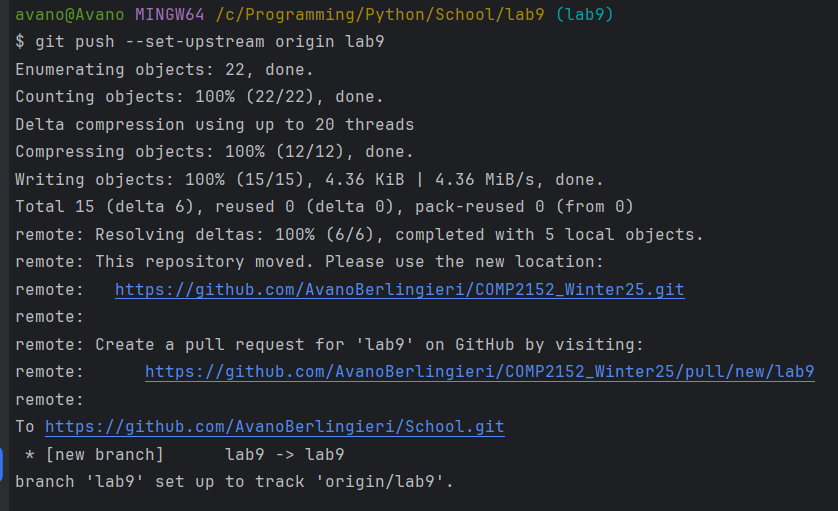 avano@Avano MINGW64 /c/Programming/Python/School/lab9 (lab9)
$ git push --set-upstream origin lab9
Enumerating objects: 22, done.
Counting objects: 100% (22/22), done.
Delta compression using up to 20 threads
Compressing objects: 100% (12/12), done.
Writing objects: 100% (15/15), 4.36 KiB | 4.36 MiB/s, done.
Total 15 (delta 6), reused 0 (delta 0), pack-reused 0 (from 0)
remote: Resolving deltas: 100% (6/6), completed with 5 local objects.
remote: This repository moved. Please use the new location:
remote:   https://github.com/AvanoBerlingieri/COMP2152_Winter25.git
remote:
remote: Create a pull request for 'lab9' on GitHub by visiting:
remote:      https://github.com/AvanoBerlingieri/COMP2152_Winter25/pull/new/lab9
remote:
To https://github.com/AvanoBerlingieri/School.git
 * [new branch]      lab9 -> lab9
branch 'lab9' set up to track 'origin/lab9'.